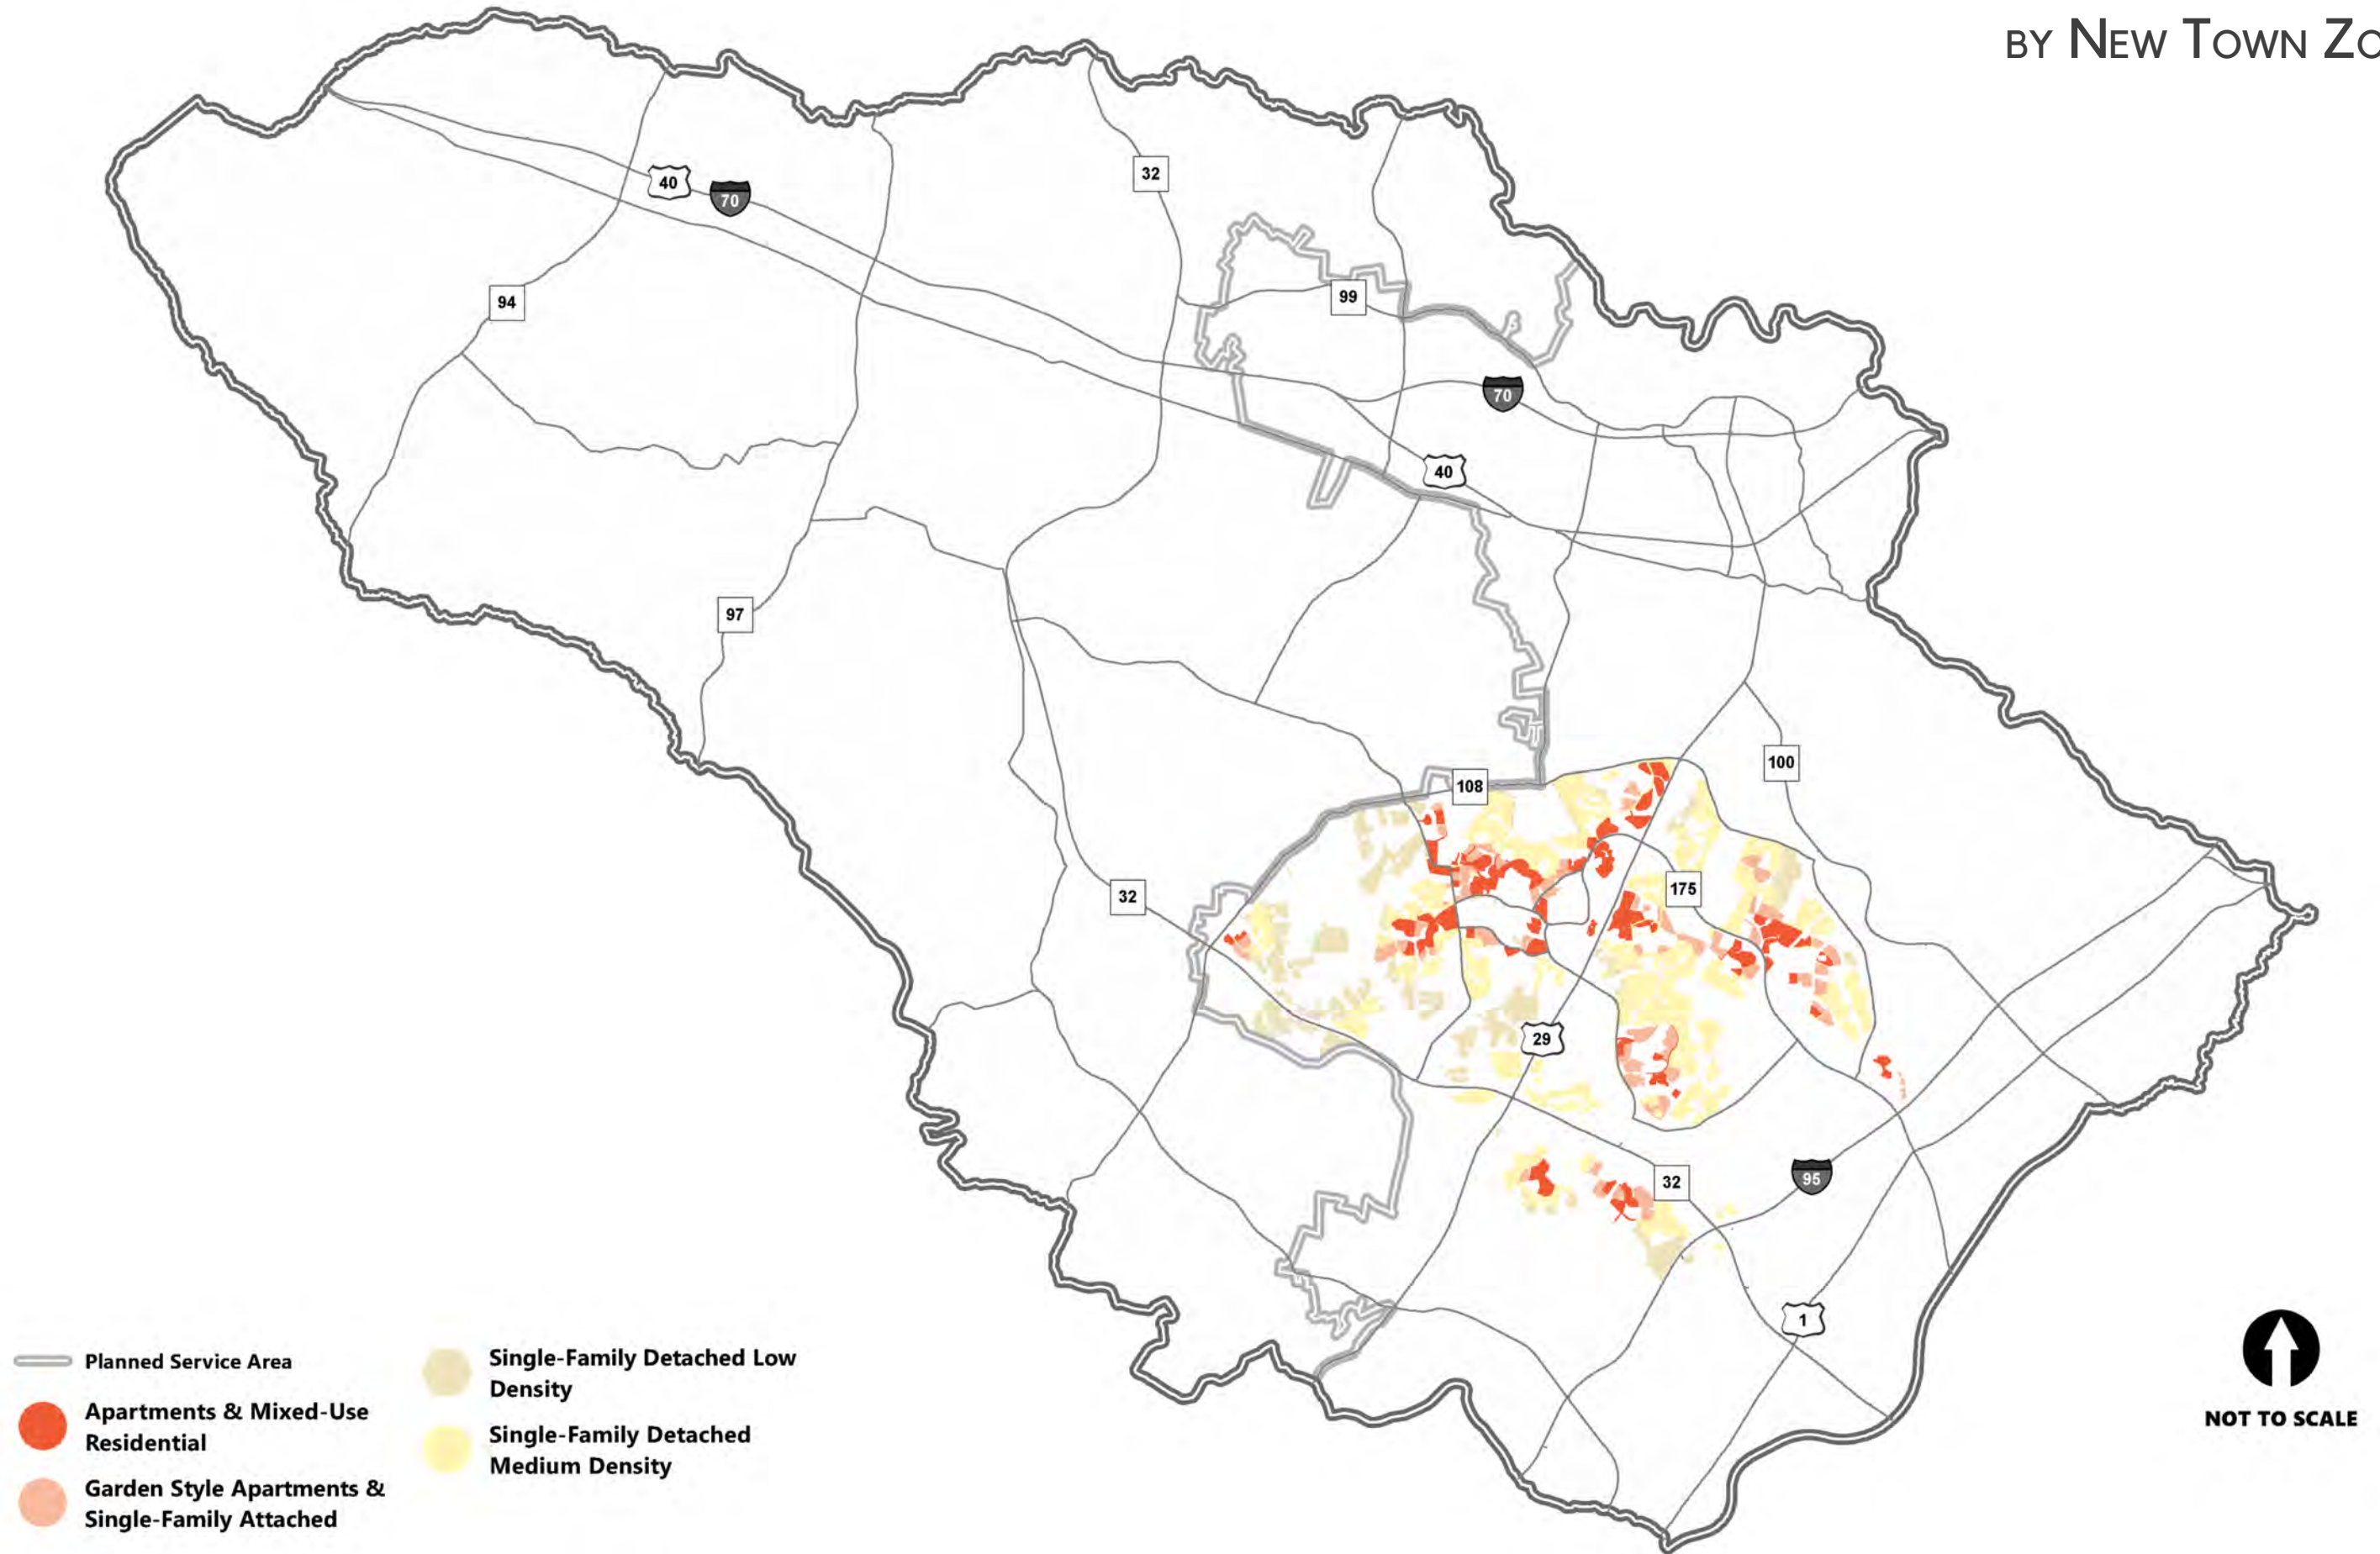 BY NEW TOWN ZO
32
40
70
99
94
70
40
97
100
108
175
32
29
32
95
1
Planned Service Area
Apartments & Mixed-Use
Residential
Garden Style Apartments &
Single-Family Attached
Single-Family Detached Low
Density
Single-Family Detached
Medium Density
NOT TO SCALE